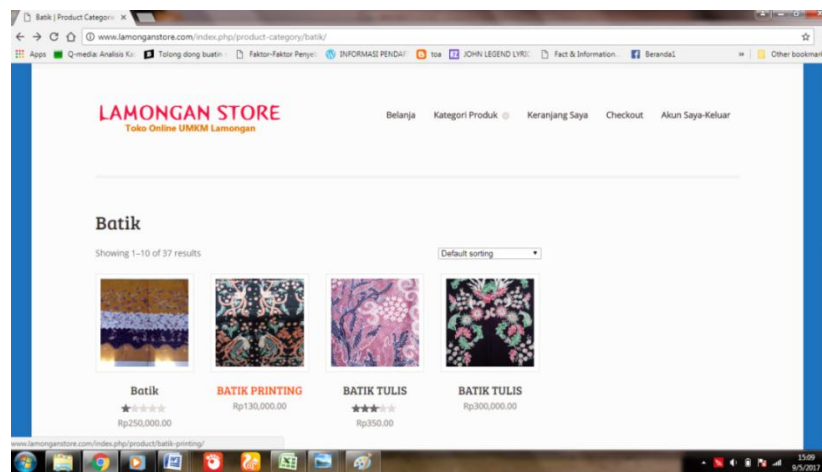 Batik | Product Categori
www.lamonganstore.com/index.php/product-category/batik/
Apps Q-media: Analisis Ka Tolong dong buatin Faktor-Faktor Penye INFORMASI PENDAF toa JOHN LEGEND LYRIC Fact & Information Beranda1 » Other bookmark
LAMONGAN STORE
Toko Online UMKM Lamongan
Belanja Kategori Produk Keranjang Saya Checkout Akun Saya-Keluar
Batik
Showing 1–10 of 37 results
Default sorting
Batik BATIK PRINTING BATIK TULIS BATIK TULIS
Rp130,000.00 Rp300,000.00
Rp250,000.00 Rp350.00
www.lamonganstore.com/index.php/product/batik-printing/
15:09
9/5/2017